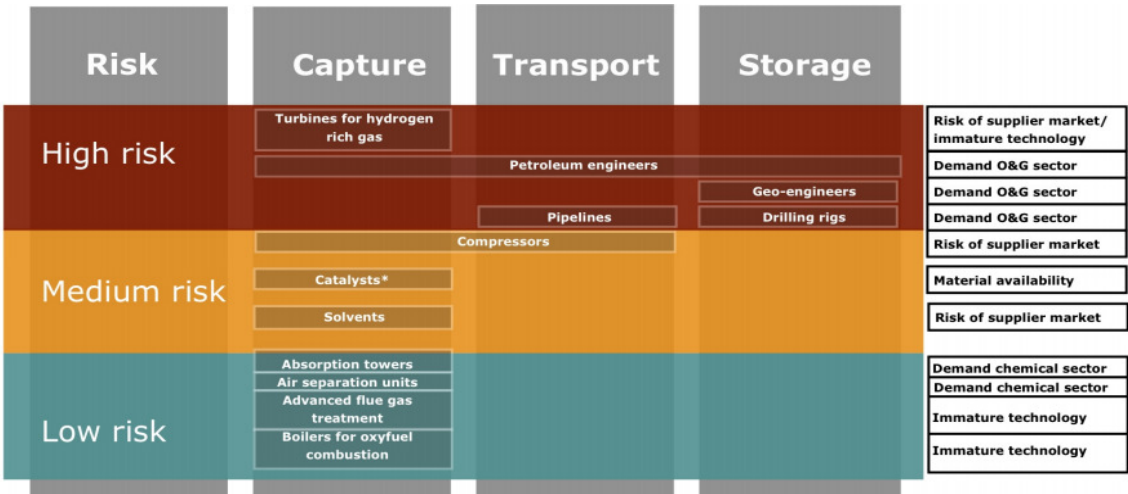 Risk
Capture
Transport
Storage
High risk
Turbines for hydrogen
rich gas
Risk of supplier market/
immature technology
Petroleum engineers
Demand O&G sector
Geo-engineers
Demand O&G sector
Pipelines
Drilling rigs
Demand O&G sector
Medium risk
Compressors
Risk of supplier market
Catalysts*
Material availability
Solvents
Risk of supplier market
Low risk
Absorption towers
Demand chemical sector
Air separation units
Demand chemical sector
Advanced flue gas
treatment
Immature technology
Boilers for oxyfuel
combustion
Immature technology